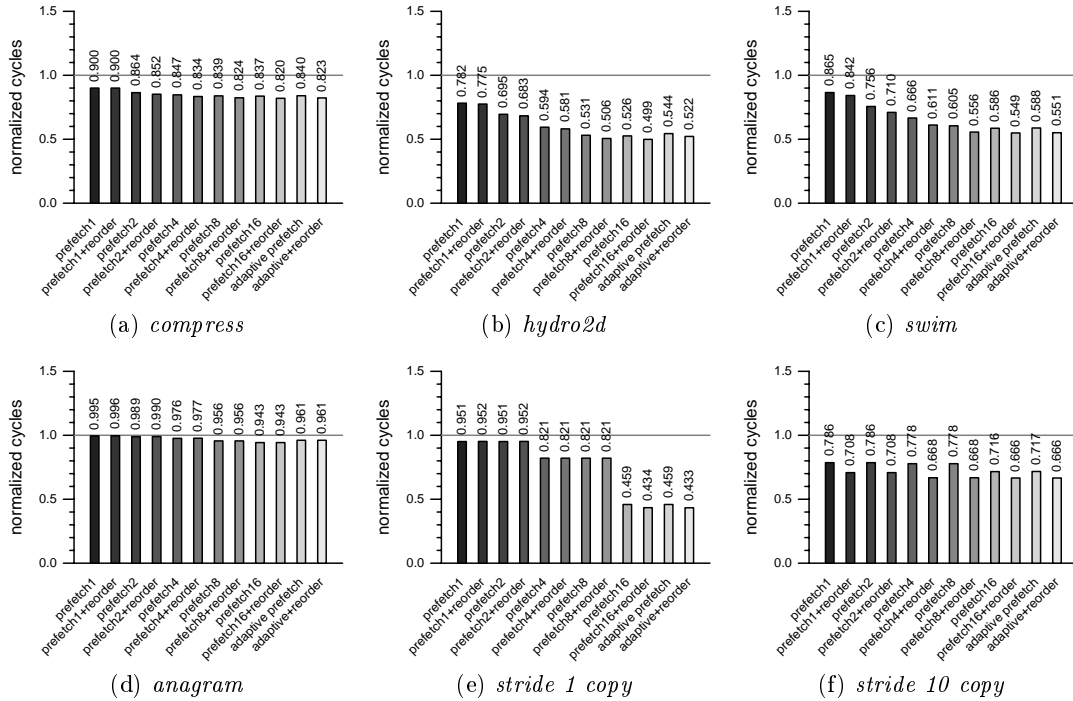 normalized cycles
1.5
1.0
0.5
0.0
0.900
0.900
0.864
0.852
0.847
0.834
0.839
0.824
0.837
0.820
0.840
0.823
prefetch1
prefetch1+reorder
prefetch2
prefetch2+reorder
prefetch4
prefetch4+reorder
prefetch8
prefetch8+reorder
prefetch16
prefetch16+reorder
adaptive prefetch
adaptive+reorder
(a) compress
normalized cycles
1.5
1.0
0.5
0.0
0.782
0.775
0.695
0.683
0.594
0.581
0.531
0.506
0.526
0.499
0.544
0.522
prefetch1
prefetch1+reorder
prefetch2
prefetch2+reorder
prefetch4
prefetch4+reorder
prefetch8
prefetch8+reorder
prefetch16
prefetch16+reorder
adaptive prefetch
adaptive+reorder
(b) hydro2d
normalized cycles
1.5
1.0
0.5
0.0
0.865
0.842
0.756
0.710
0.666
0.611
0.605
0.556
0.586
0.549
0.588
0.551
prefetch1
prefetch1+reorder
prefetch2
prefetch2+reorder
prefetch4
prefetch4+reorder
prefetch8
prefetch8+reorder
prefetch16
prefetch16+reorder
adaptive prefetch
adaptive+reorder
(c) swim
normalized cycles
1.5
1.0
0.5
0.0
0.995
0.996
0.989
0.990
0.976
0.977
0.956
0.956
0.943
0.943
0.961
0.961
prefetch1
prefetch1+reorder
prefetch2
prefetch2+reorder
prefetch4
prefetch4+reorder
prefetch8
prefetch8+reorder
prefetch16
prefetch16+reorder
adaptive prefetch
adaptive+reorder
(d) anagram
normalized cycles
1.5
1.0
0.5
0.0
0.951
0.952
0.951
0.952
0.821
0.821
0.821
0.821
0.459
0.434
0.459
0.433
prefetch1
prefetch1+reorder
prefetch2
prefetch2+reorder
prefetch4
prefetch4+reorder
prefetch8
prefetch8+reorder
prefetch16
prefetch16+reorder
adaptive prefetch
adaptive+reorder
(e) stride 1 copy
normalized cycles
1.5
1.0
0.5
0.0
0.786
0.708
0.786
0.708
0.778
0.668
0.778
0.668
0.716
0.666
0.717
0.666
prefetch1
prefetch1+reorder
prefetch2
prefetch2+reorder
prefetch4
prefetch4+reorder
prefetch8
prefetch8+reorder
prefetch16
prefetch16+reorder
adaptive prefetch
adaptive+reorder
(f) stride 10 copy